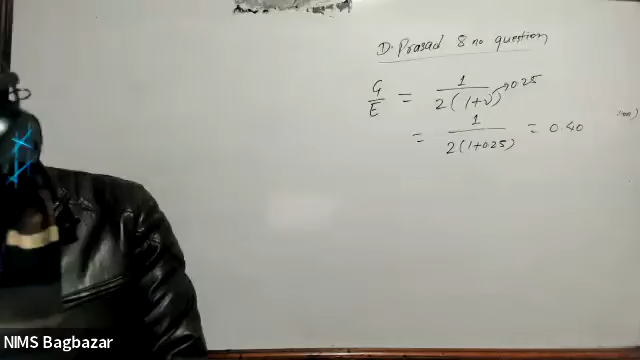 D. Prasad 8 no question
G/E = 1/2(1+ν) → 0.25
= 1/2(1+0.25) = 0.40
NIMS Bagbazar